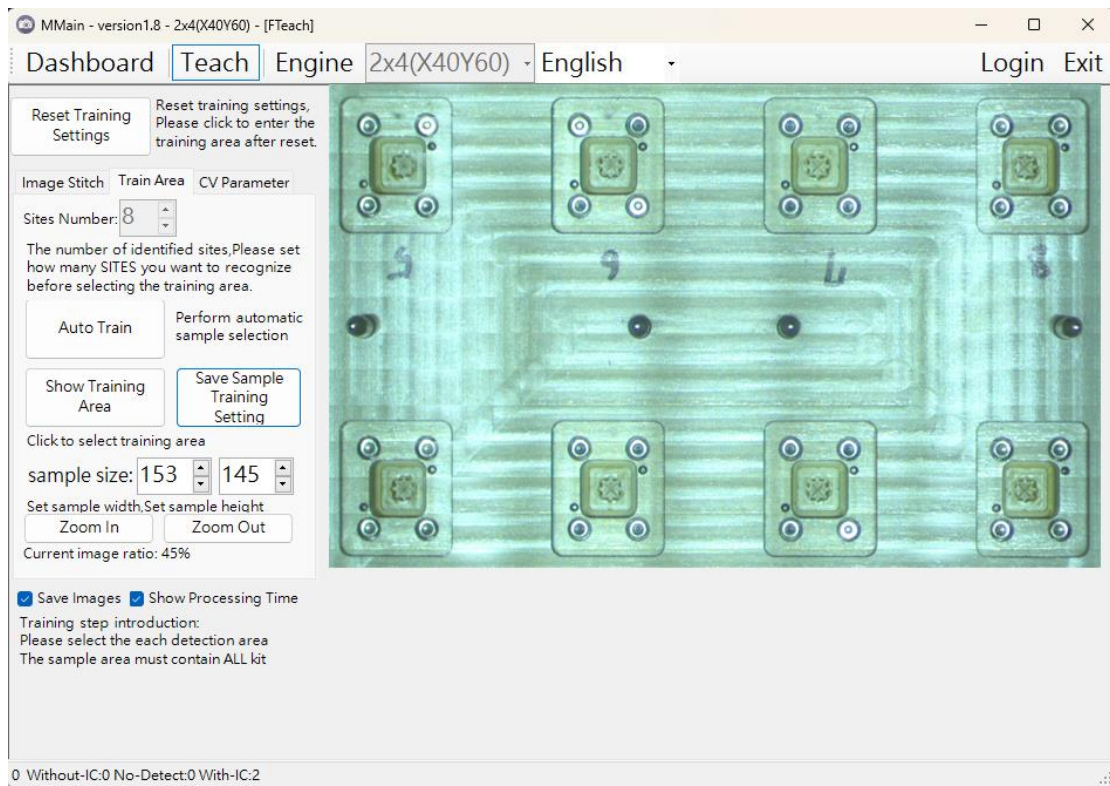 MMain - version1.8 - 2x4(X40Y60) - [FTeach]
Dashboard Teach Engine 2x4(X40Y60) English Login Exit
Reset Training Settings
Reset training settings,
Please click to enter the
training area after reset.
Image Stitch Train Area CV Parameter
Sites Number: 8
The number of identified sites,Please set
how many SITES you want to recognize
before selecting the training area.
Auto Train
Perform automatic
sample selection
Show Training
Area
Save Sample
Training
Setting
Click to select training area
sample size: 153 145
Set sample width,Set sample height
Zoom In Zoom Out
Current image ratio: 45%
Save Images Show Processing Time
Training step introduction:
Please select the each detection area
The sample area must contain ALL kit
0 Without-IC:0 No-Detect:0 With-IC:2